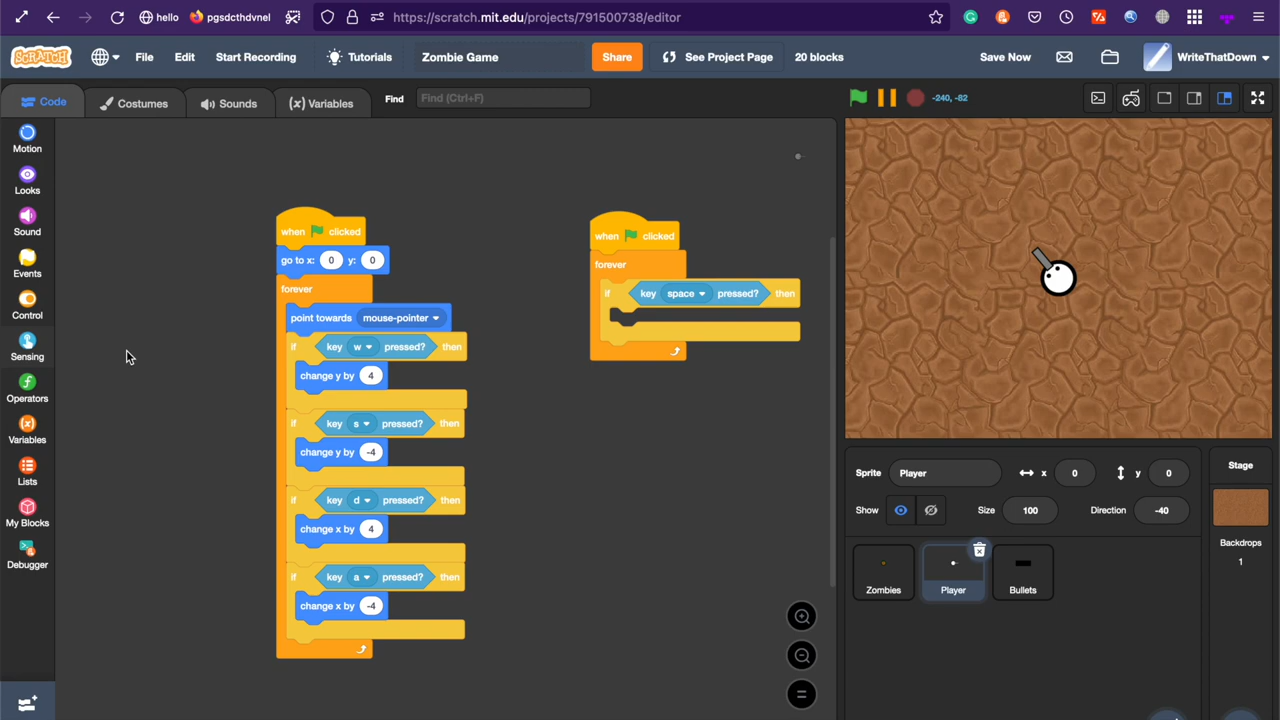 hello pgsdcthdvnel https://scratch.mit.edu/projects/791500738/editor
SCRATCH File Edit Start Recording Tutorials Zombie Game Share See Project Page 20 blocks Save Now WriteThatDown
Code Costumes Sounds (x) Variables Find Find (Ctrl+F) -240, -82
Motion
Looks
Sound
Events
Control
Sensing
Operators
Variables
Lists
My Blocks
Debugger
when clicked
go to x: 0 y: 0
forever
point towards mouse-pointer
if key w pressed? then
change y by 4
if key s pressed? then
change y by -4
if key d pressed? then
change x by 4
if key a pressed? then
change x by -4
when clicked
forever
if key space pressed? then
Sprite Player x 0 y 0
Show Size 100 Direction -40
Zombies Player Bullets
Stage
Backdrops
1